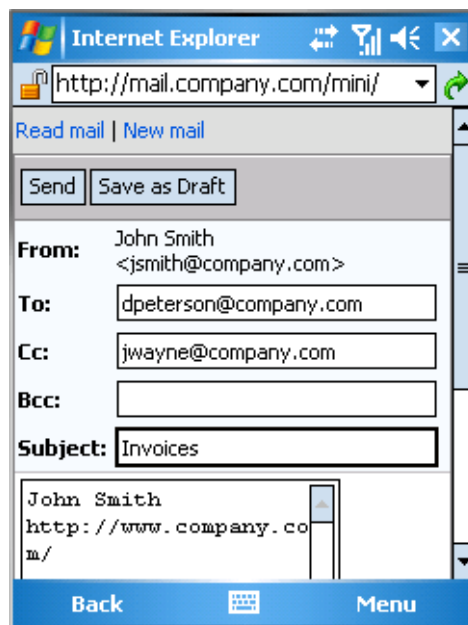 Internet Explorer
http://mail.company.com/mini/
Read mail | New mail
Send Save as Draft
From: John Smith
<jsmith@company.com>
To: dpeterson@company.com
Cc: jwayne@company.com
Bcc:
Subject: Invoices
John Smith
http://www.company.co
m/
Back Menu